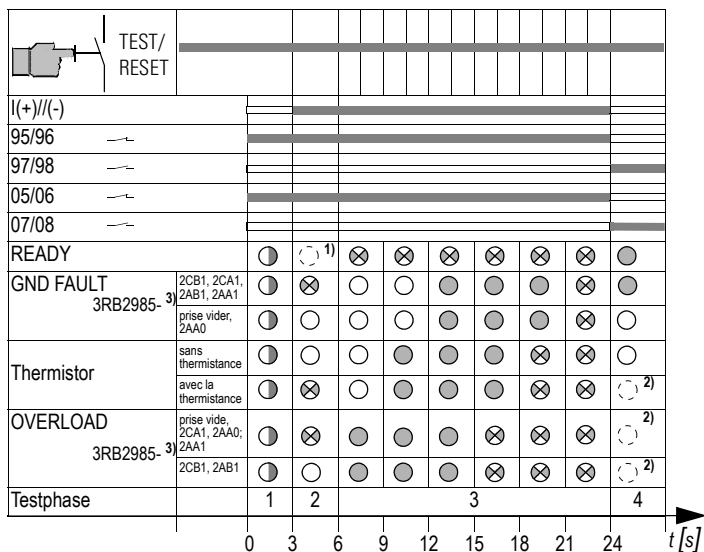 TEST/
RESET
I(+)//(-)
95/96
97/98
05/06
07/08
READY
1)
GND FAULT
3RB2985- 3)
2CB1, 2CA1,
2AB1, 2AA1
prise vider,
2AA0
Thermistor
sans
thermistance
avec la
thermistance
2)
OVERLOAD
3RB2985- 3)
prise vide,
2CA1, 2AA0;
2AA1
2)
2CB1, 2AB1
2)
Testphase 1 2 3 4
0 3 6 9 12 15 18 21 24 t [s]